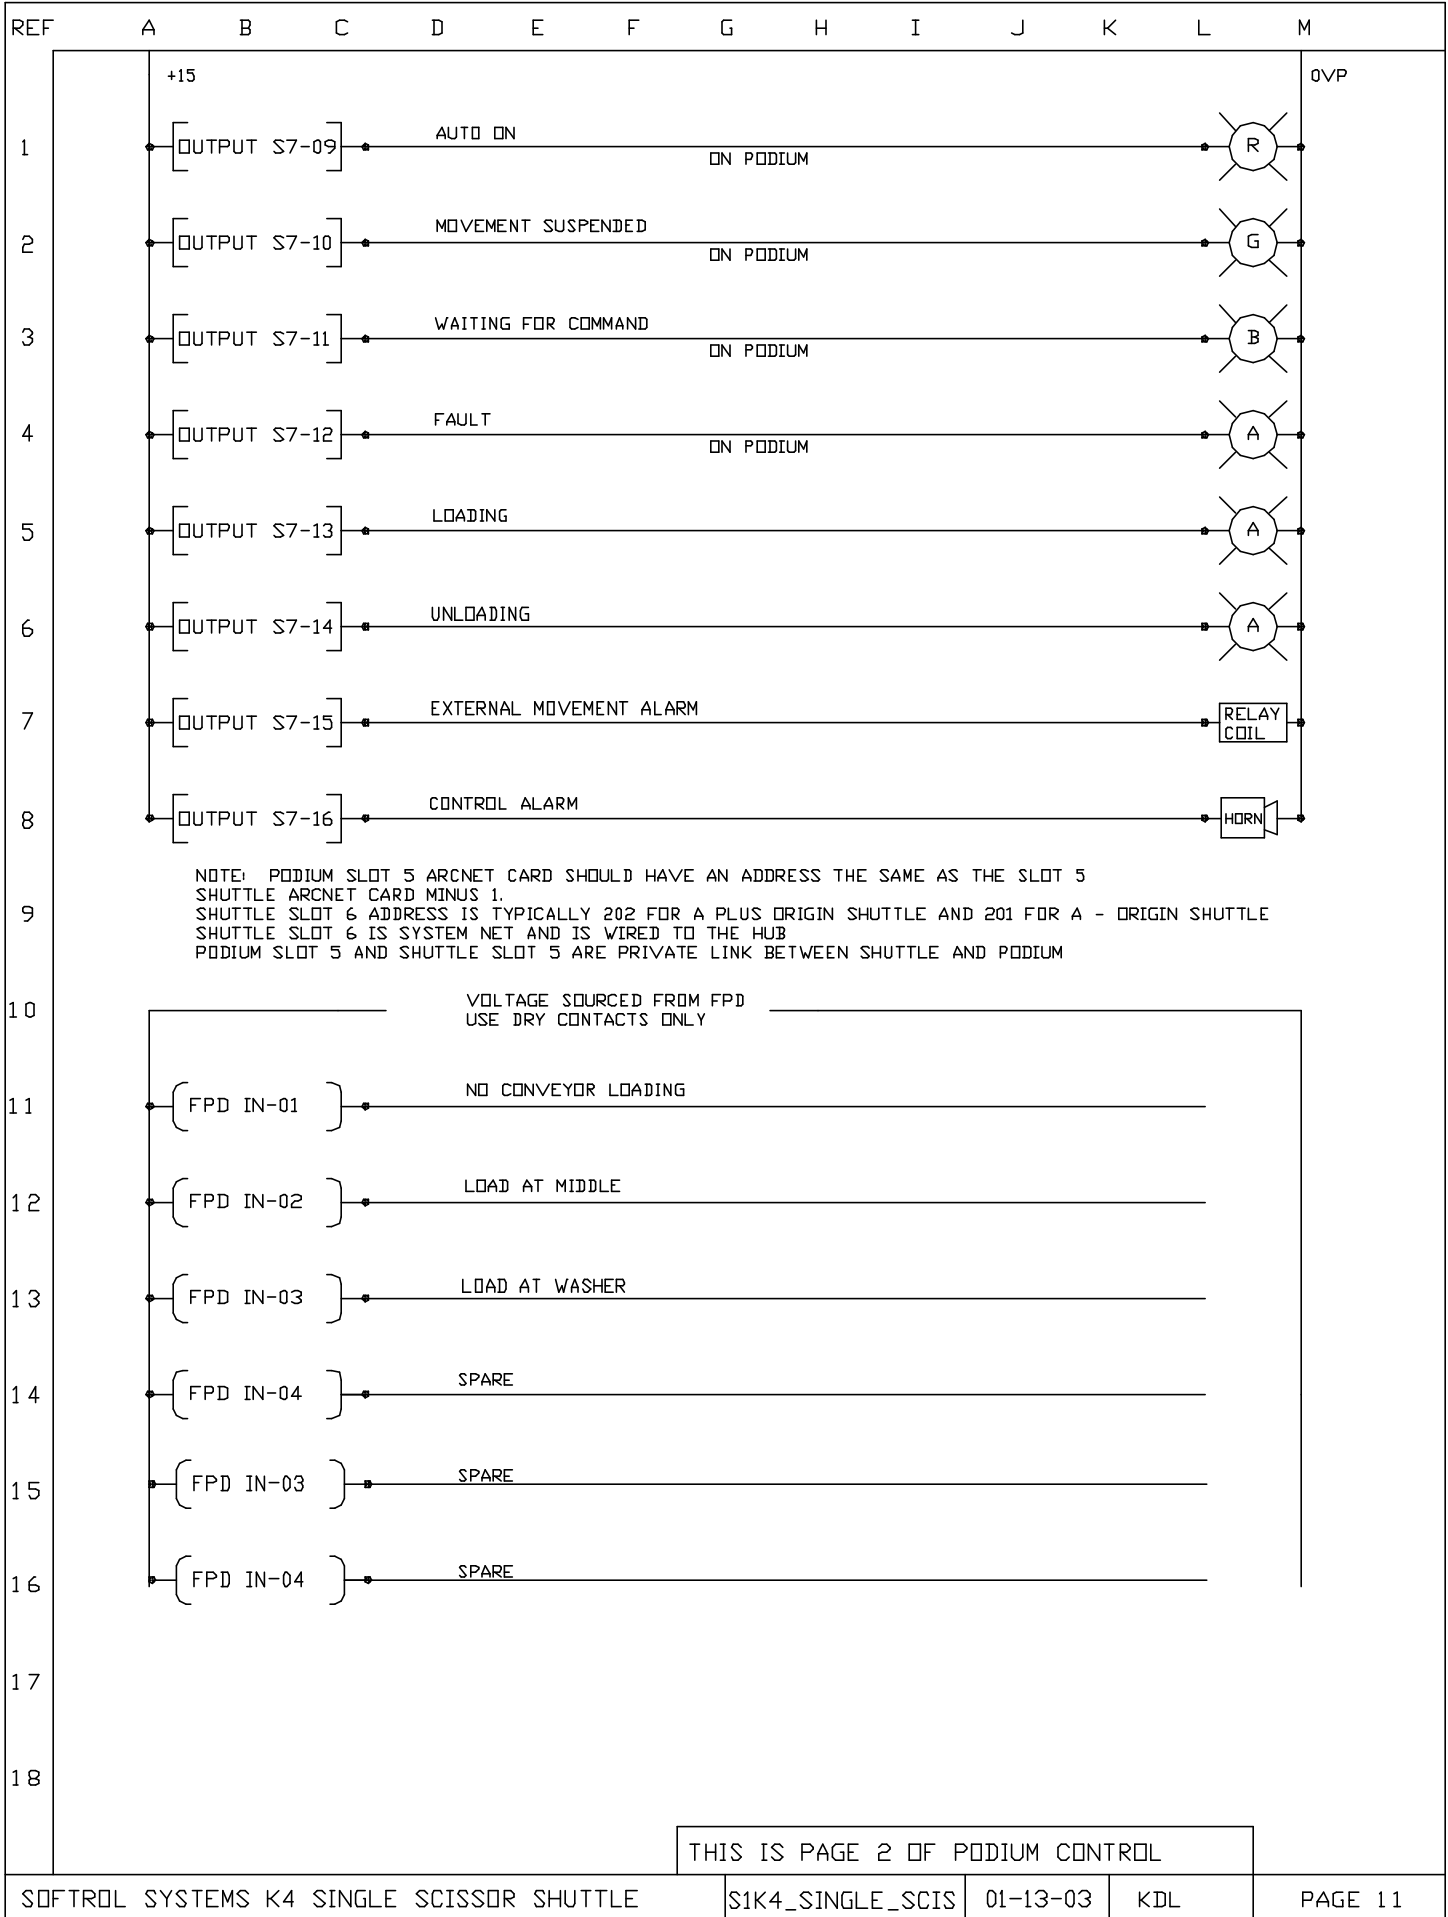 REF A B C D E F G H I J K L M
+15 0VP
1 OUTPUT S7-09 AUTO ON ON PODIUM R
2 OUTPUT S7-10 MOVEMENT SUSPENDED ON PODIUM G
3 OUTPUT S7-11 WAITING FOR COMMAND ON PODIUM B
4 OUTPUT S7-12 FAULT ON PODIUM A
5 OUTPUT S7-13 LOADING A
6 OUTPUT S7-14 UNLOADING A
7 OUTPUT S7-15 EXTERNAL MOVEMENT ALARM RELAY
COIL
8 OUTPUT S7-16 CONTROL ALARM HORN
NOTE: PODIUM SLOT 5 ARCNET CARD SHOULD HAVE AN ADDRESS THE SAME AS THE SLOT 5
SHUTTLE ARCNET CARD MINUS 1.
9 SHUTTLE SLOT 6 ADDRESS IS TYPICALLY 202 FOR A PLUS ORIGIN SHUTTLE AND 201 FOR A - ORIGIN SHUTTLE
SHUTTLE SLOT 6 IS SYSTEM NET AND IS WIRED TO THE HUB
PODIUM SLOT 5 AND SHUTTLE SLOT 5 ARE PRIVATE LINK BETWEEN SHUTTLE AND PODIUM
10 VOLTAGE SOURCED FROM FPD
USE DRY CONTACTS ONLY
11 FPD IN-01 NO CONVEYOR LOADING
12 FPD IN-02 LOAD AT MIDDLE
13 FPD IN-03 LOAD AT WASHER
14 FPD IN-04 SPARE
15 FPD IN-03 SPARE
16 FPD IN-04 SPARE
17
18
THIS IS PAGE 2 OF PODIUM CONTROL
SOFTROL SYSTEMS K4 SINGLE SCISSOR SHUTTLE S1K4_SINGLE_SCIS 01-13-03 KDL PAGE 11